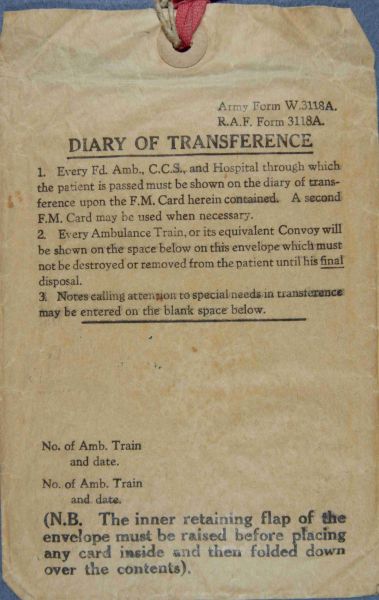 Army Form W.3118A.
R.A.F. Form 3118A.
DIARY OF TRANSFERENCE
1. Every Fd. Amb., C.C.S., and Hospital through which
the patient is passed must be shown on the diary of trans-
ference upon the F.M. Card herein contained. A second
F.M. Card may be used when necessary.
2. Every Ambulance Train, or its equivalent Convoy will
be shown on the space below on this envelope which must
not be destroyed or removed from the patient until his final
disposal.
3. Notes calling attention to special needs in transference
may be entered on the blank space below.
No. of Amb. Train
and date.
No. of Amb. Train
and date.
(N.B. The inner retaining flap of the
envelope must be raised before placing
any card inside and then folded down
over the contents).